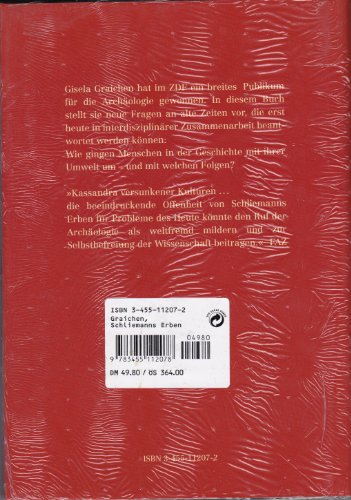 Gisela Graichen hat im ZDF ein breites Publikum
für die Archäologie gewonnen. In diesem Buch
stellt sie neue Fragen an alte Zeiten vor, die erst
heute in interdisziplinärer Zusammenarbeit beant-
wortet werden können:
Wie gingen Menschen in der Geschichte mit ihrer
Umwelt um – und mit welchen Folgen?
»Kassandra versunkener Kulturen ...
die beeindruckende Offenheit von Schliemanns
Erben für Probleme des Heute könnte den Ruf der
Archäologie als weltfremd mildern und zur
Selbstbefreiung der Wissenschaft beitragen.« FAZ
ISBN 3-455-11207-2
Graichen,
Schliemanns Erben
04980
9 783455 112078
DM 49.80 / öS 364.00
ISBN 3-455-11207-2